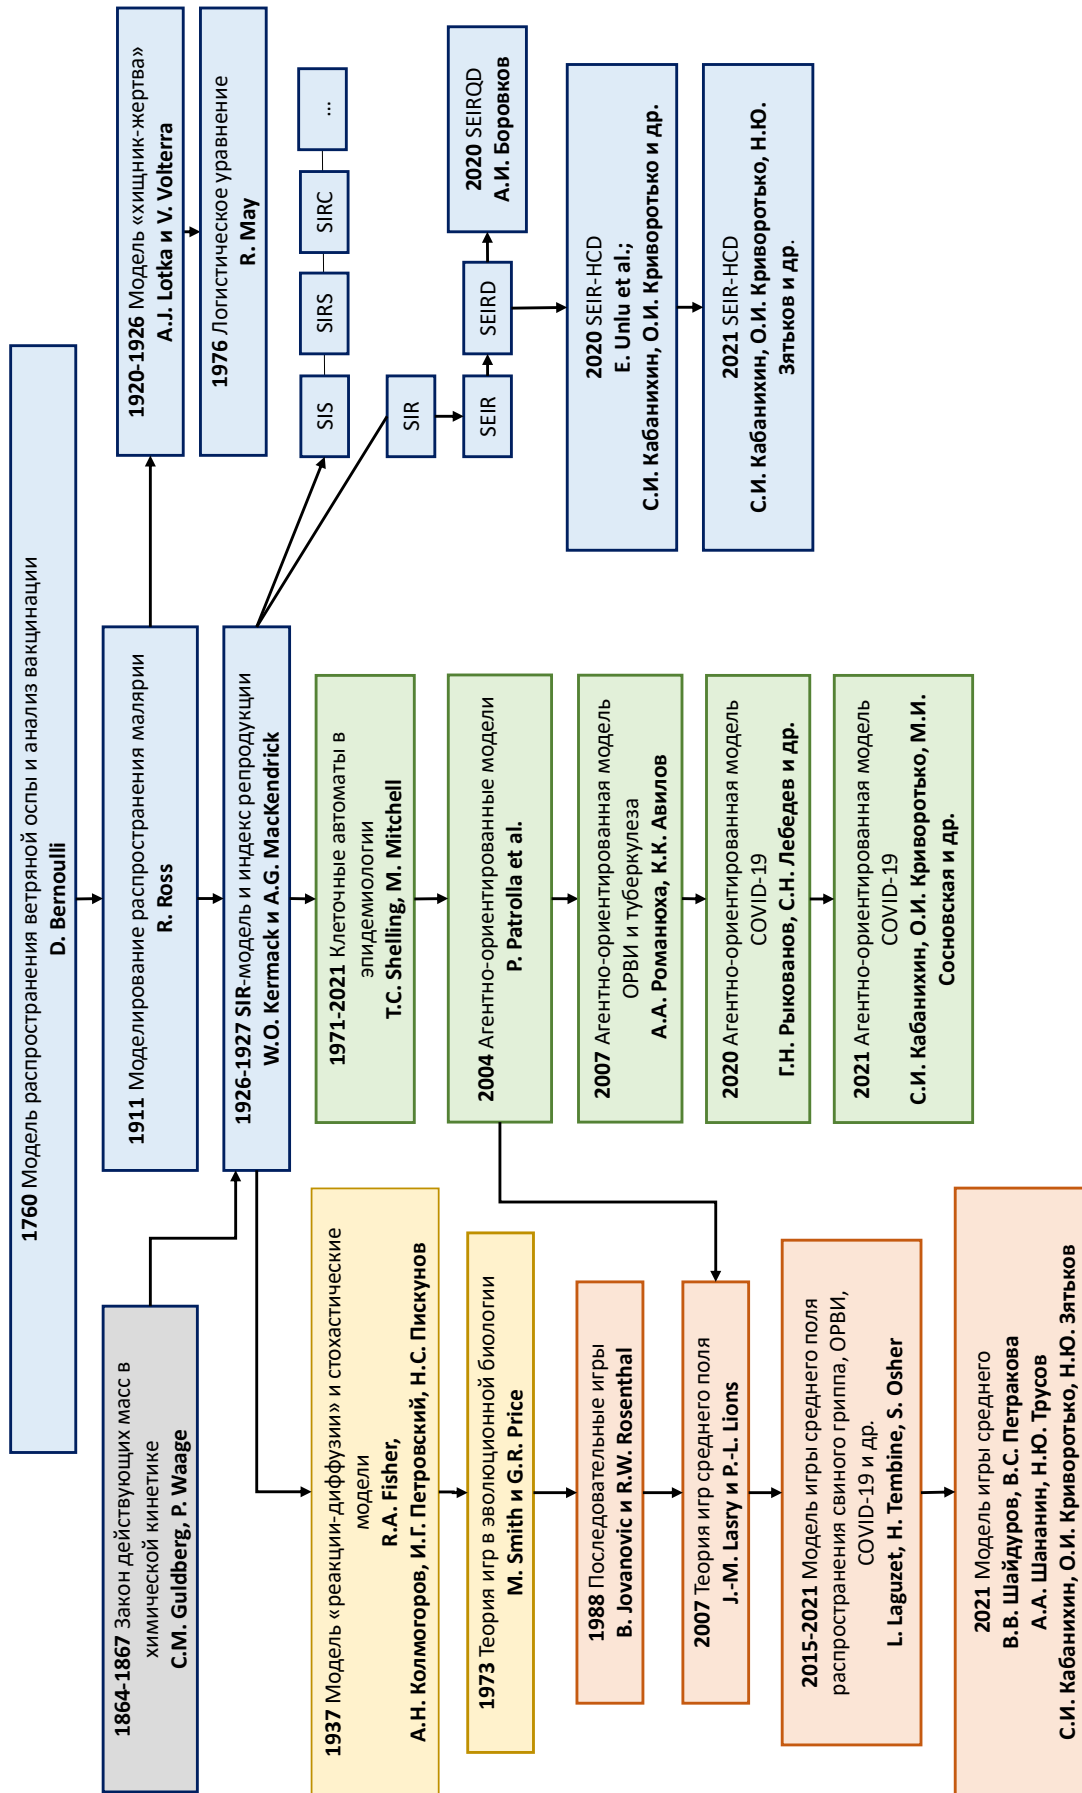 1760 Модель распространения ветряной оспы и анализ вакцинации
D. Bernoulli
1864-1867 Закон действующих масс в
химической кинетике
C.M. Guldberg, P. Waage
1911 Моделирование распространения малярии
R. Ross
1920-1926 Модель «хищник-жертва»
A.J. Lotka и V. Volterra
1976 Логистическое уравнение
R. May
1926-1927 SIR-модель и индекс репродукции
W.O. Kermack и A.G. MacKendrick
SIS
SIRS
SIRC
...
SIR
SEIR
SEIRD
2020 SEIRQD
А.И. Боровков
2020 SEIR-HCD
E. Unlu et al.;
С.И. Кабанихин, О.И. Криворотько и др.
2021 SEIR-HCD
С.И. Кабанихин, О.И. Криворотько, Н.Ю.
Зятьков и др.
1971-2021 Клеточные автоматы в
эпидемиологии
T.C. Shelling, M. Mitchell
2004 Агентно-ориентированные модели
P. Patrolla et al.
2007 Агентно-ориентированная модель
ОРВИ и туберкулеза
А.А. Романюха, К.К. Авилов
2020 Агентно-ориентированная модель
COVID-19
Г.Н. Рыкованов, С.Н. Лебедев и др.
2021 Агентно-ориентированная модель
COVID-19
С.И. Кабанихин, О.И. Криворотько, М.И.
Сосновская и др.
1937 Модель «реакции-диффузии» и стохастические
модели
R.A. Fisher,
А.Н. Колмогоров, И.Г. Петровский, Н.С. Пискунов
1973 Теория игр в эволюционной биологии
M. Smith и G.R. Price
1988 Последовательные игры
B. Jovanovic и R.W. Rosenthal
2007 Теория игр среднего поля
J.-M. Lasry и P.-L. Lions
2015-2021 Модель игры среднего поля
распространения свиного гриппа, ОРВИ,
COVID-19 и др.
L. Laguzet, H. Tembine, S. Osher
2021 Модель игры среднего
В.В. Шайдуров, В.С. Петракова
А.А. Шананин, Н.Ю. Трусов
С.И. Кабанихин, О.И. Криворотько, Н.Ю. Зятьков